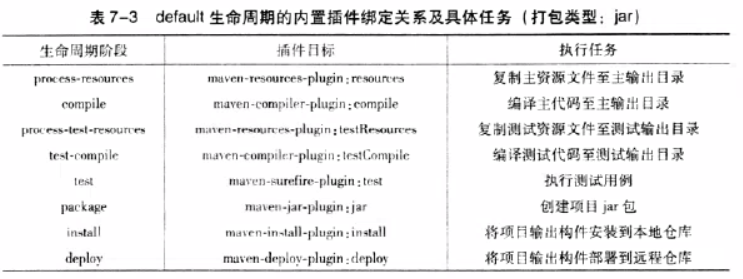 表 7-3 default 生命周期的内置插件绑定关系及具体任务（打包类型：jar）
生命周期阶段 插件目标 执行任务
process-resources maven-resources-plugin:resources 复制主资源文件至主输出目录
compile maven-compiler-plugin:compile 编译主代码至主输出目录
process-test-resources maven-resources-plugin:testResources 复制测试资源文件至测试输出目录
test-compile maven-compiler-plugin:testCompile 编译测试代码至测试输出目录
test maven-surefire-plugin:test 执行测试用例
package maven-jar-plugin:jar 创建项目 jar 包
install maven-install-plugin:install 将项目输出构件安装到本地仓库
deploy maven-deploy-plugin:deploy 将项目输出构件部署到远程仓库